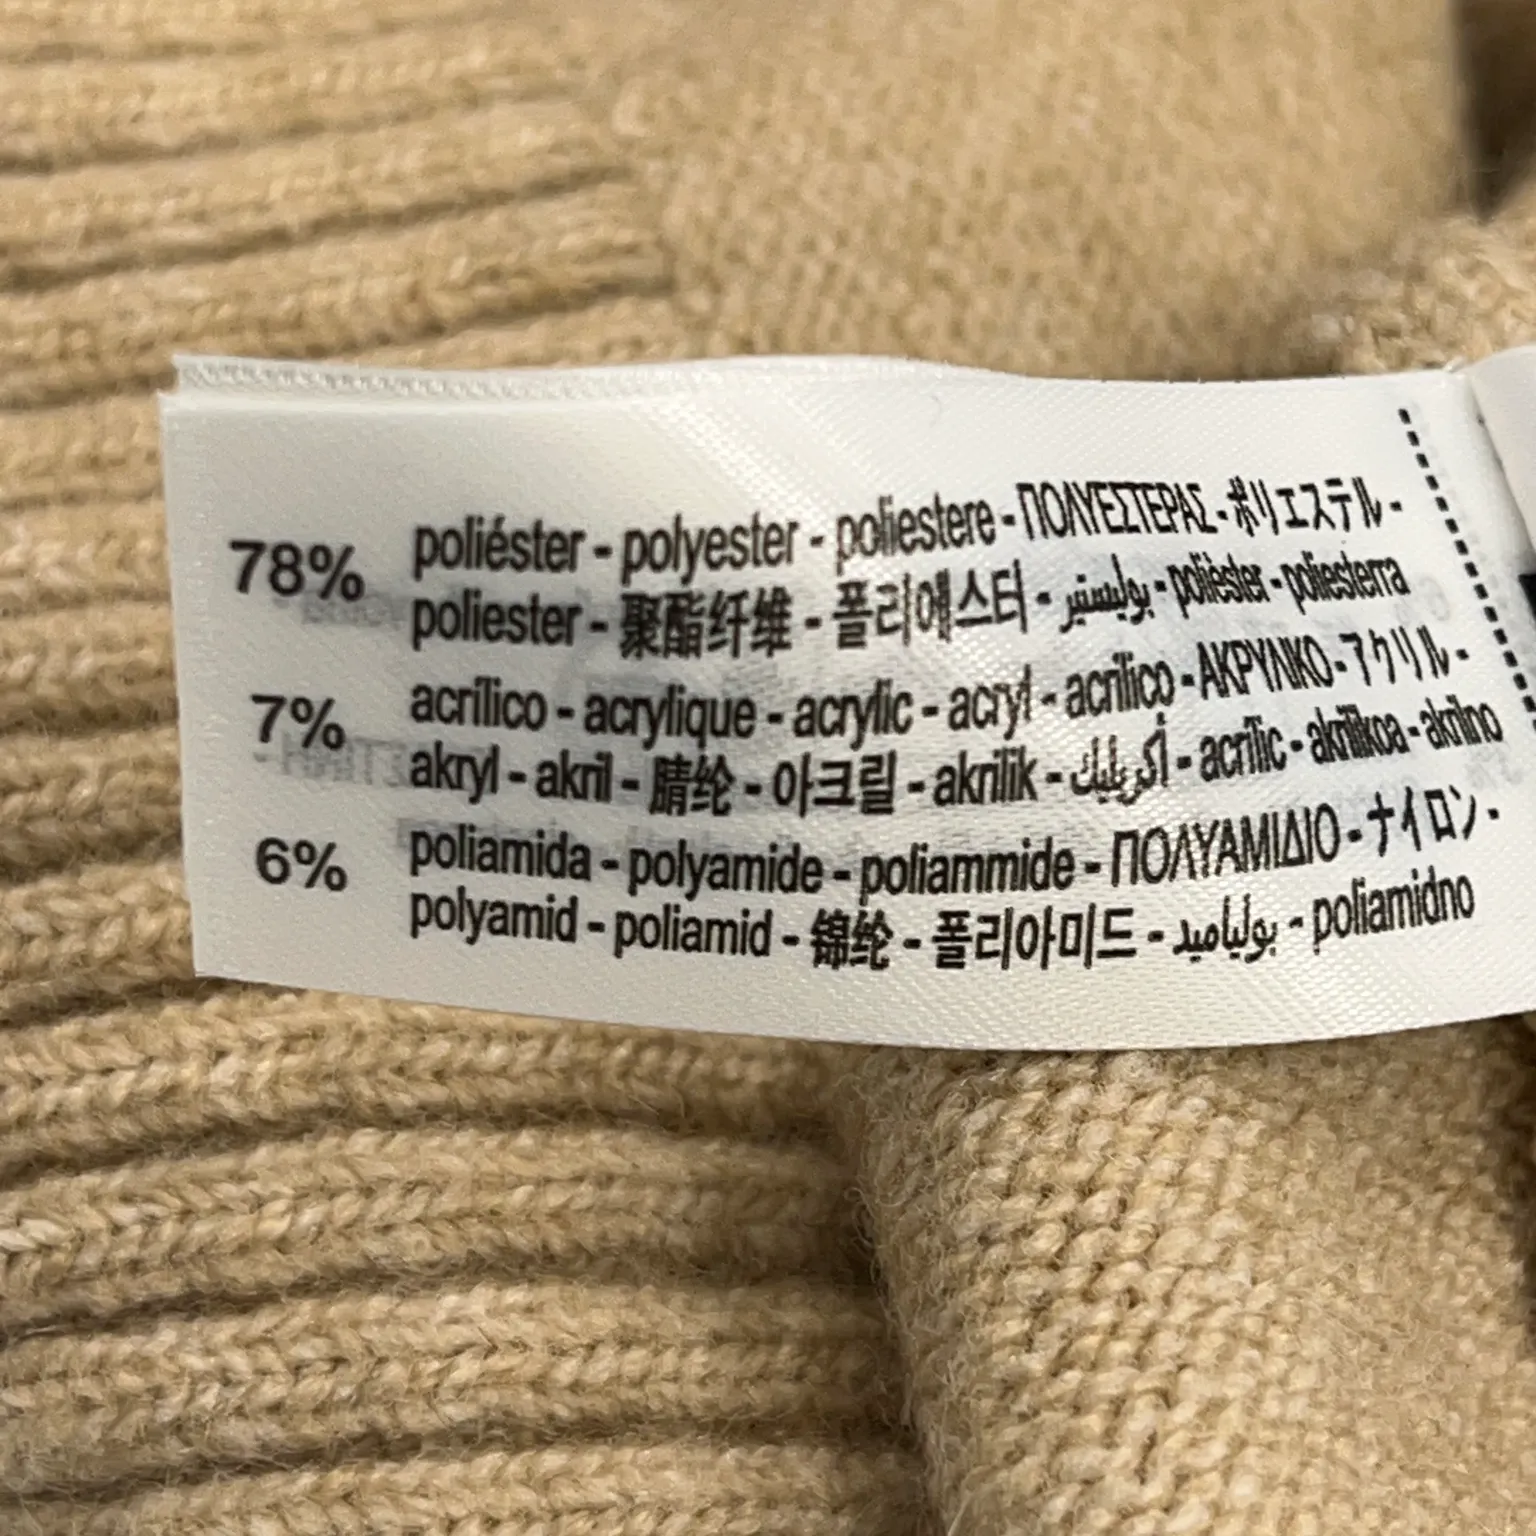 78% poliéster - polyester - poliestere - ΠΟΛΥΕΣΤΕΡΑΣ - ポリエステル -
poliester - 聚酯纤维 - 폴리에스터 - بوليستير - polièster - poliesterra
7% acrílico - acrylique - acrylic - acryl - acrilico - ΑΚΡΥΛΙΚΟ - アクリル -
akryl - akril - 腈纶 - 아크릴 - akrilik - أكريليك - acrílic - akrilikoa - akrilno
6% poliamida - polyamide - poliammide - ΠΟΛΥΑΜΙΔΙΟ - ナイロン -
polyamid - poliamid - 锦纶 - 폴리아미드 - بولياميد - poliamidno